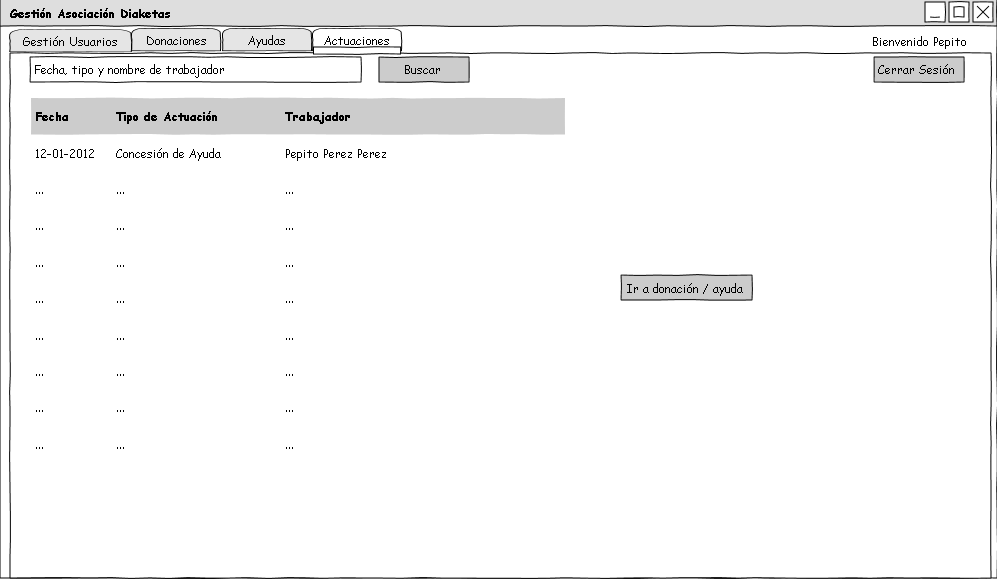 Gestión Asociación Diaketas
Gestión Usuarios Donaciones Ayudas Actuaciones Bienvenido Pepito
Fecha, tipo y nombre de trabajador Buscar Cerrar Sesión
Fecha Tipo de Actuación Trabajador
12-01-2012 Concesión de Ayuda Pepito Perez Perez
... ... ...
... ... ...
... ... ...
Ir a donación / ayuda
... ... ...
... ... ...
... ... ...
... ... ...
... ... ...